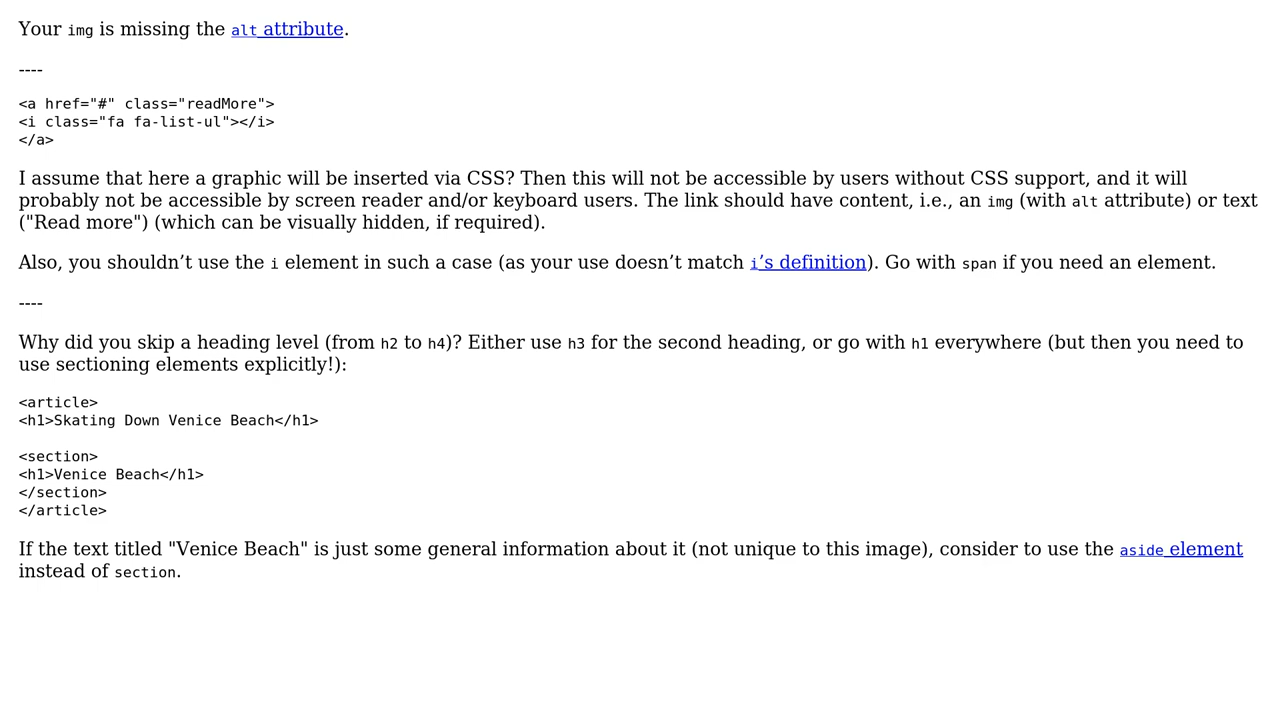 Your img is missing the alt attribute.
----
<a href="#" class="readMore">
<i class="fa fa-list-ul"></i>
</a>
I assume that here a graphic will be inserted via CSS? Then this will not be accessible by users without CSS support, and it will
probably not be accessible by screen reader and/or keyboard users. The link should have content, i.e., an img (with alt attribute) or text
("Read more") (which can be visually hidden, if required).
Also, you shouldn’t use the i element in such a case (as your use doesn’t match i’s definition). Go with span if you need an element.
----
Why did you skip a heading level (from h2 to h4)? Either use h3 for the second heading, or go with h1 everywhere (but then you need to
use sectioning elements explicitly!):
<article>
<h1>Skating Down Venice Beach</h1>
<section>
<h1>Venice Beach</h1>
</section>
</article>
If the text titled "Venice Beach" is just some general information about it (not unique to this image), consider to use the aside element
instead of section.